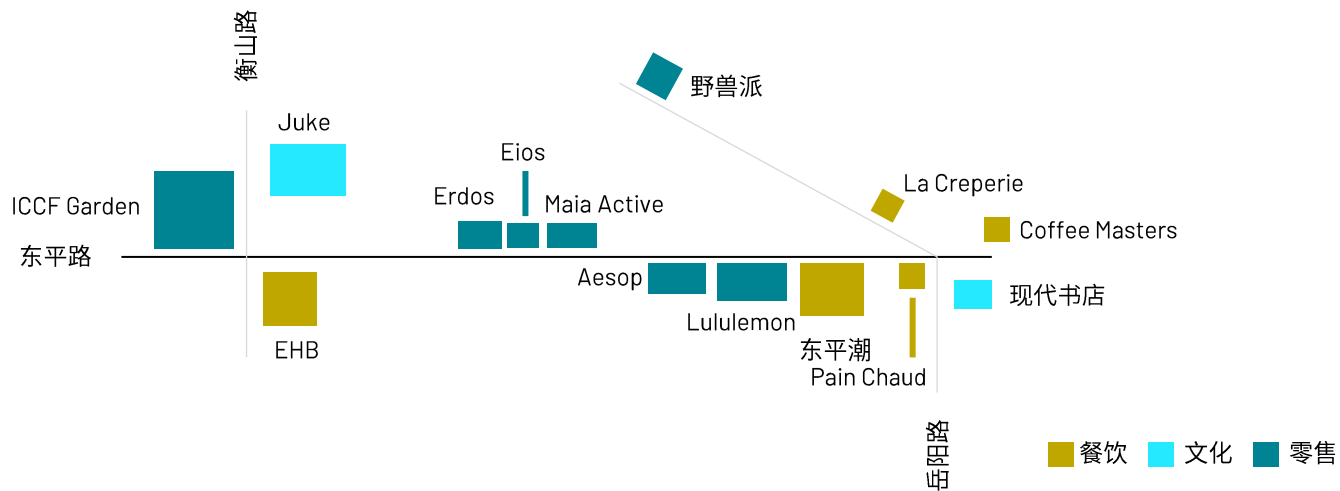 衡山路
野兽派
Juke
Eios
La Creperie
Erdos
Maia Active
ICCF Garden
Coffee Masters
东平路
Aesop
现代书店
Lululemon
EHB
东平潮
Pain Chaud
岳阳路
餐饮
文化
零售